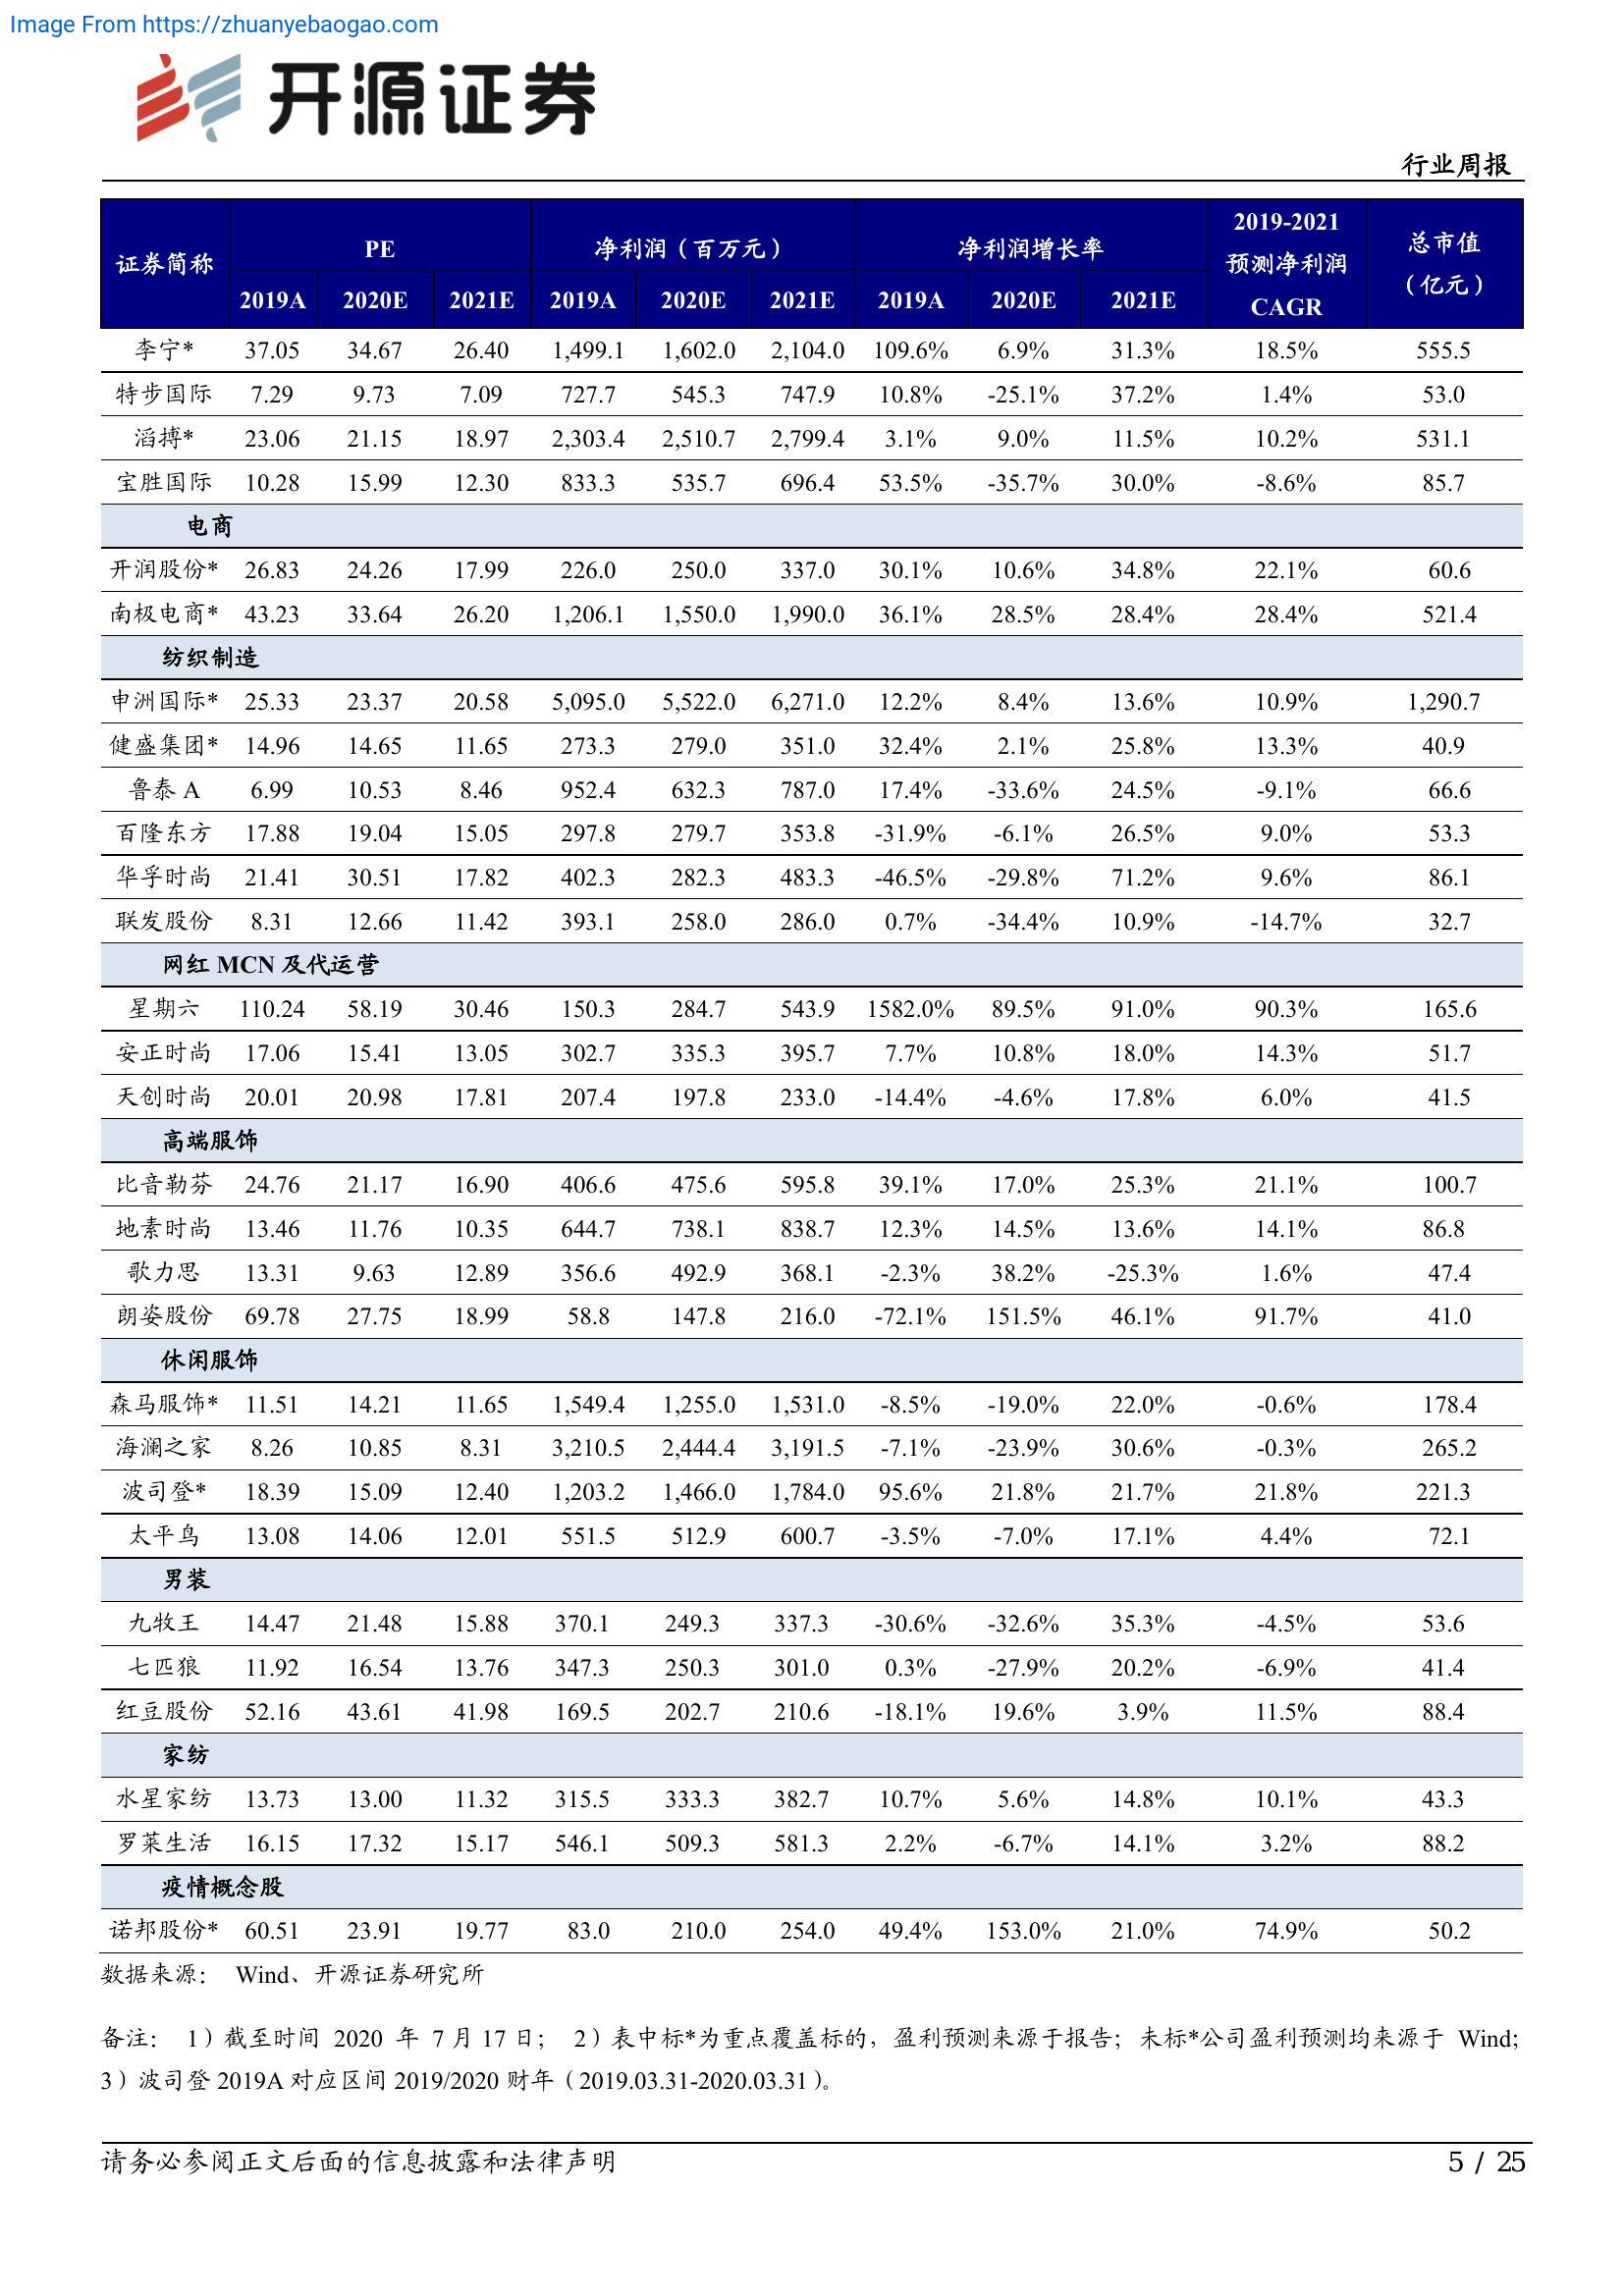 Image From https://zhuanyebaogao.com
开源证券
行业周报
证券简称 PE 净利润（百万元） 净利润增长率 2019-2021 预测净利润 CAGR 总市值（亿元）
2019A 2020E 2021E 2019A 2020E 2021E 2019A 2020E 2021E
李宁* 37.05 34.67 26.40 1,499.1 1,602.0 2,104.0 109.6% 6.9% 31.3% 18.5% 555.5
特步国际 7.29 9.73 7.09 727.7 545.3 747.9 10.8% -25.1% 37.2% 1.4% 53.0
滔搏* 23.06 21.15 18.97 2,303.4 2,510.7 2,799.4 3.1% 9.0% 11.5% 10.2% 531.1
宝胜国际 10.28 15.99 12.30 833.3 535.7 696.4 53.5% -35.7% 30.0% -8.6% 85.7
电商
开润股份* 26.83 24.26 17.99 226.0 250.0 337.0 30.1% 10.6% 34.8% 22.1% 60.6
南极电商* 43.23 33.64 26.20 1,206.1 1,550.0 1,990.0 36.1% 28.5% 28.4% 28.4% 521.4
纺织制造
申洲国际* 25.33 23.37 20.58 5,095.0 5,522.0 6,271.0 12.2% 8.4% 13.6% 10.9% 1,290.7
健盛集团* 14.96 14.65 11.65 273.3 279.0 351.0 32.4% 2.1% 25.8% 13.3% 40.9
鲁泰 A 6.99 10.53 8.46 952.4 632.3 787.0 17.4% -33.6% 24.5% -9.1% 66.6
百隆东方 17.88 19.04 15.05 297.8 279.7 353.8 -31.9% -6.1% 26.5% 9.0% 53.3
华孚时尚 21.41 30.51 17.82 402.3 282.3 483.3 -46.5% -29.8% 71.2% 9.6% 86.1
联发股份 8.31 12.66 11.42 393.1 258.0 286.0 0.7% -34.4% 10.9% -14.7% 32.7
网红 MCN 及代运营
星期六 110.24 58.19 30.46 150.3 284.7 543.9 1582.0% 89.5% 91.0% 90.3% 165.6
安正时尚 17.06 15.41 13.05 302.7 335.3 395.7 7.7% 10.8% 18.0% 14.3% 51.7
天创时尚 20.01 20.98 17.81 207.4 197.8 233.0 -14.4% -4.6% 17.8% 6.0% 41.5
高端服饰
比音勒芬 24.76 21.17 16.90 406.6 475.6 595.8 39.1% 17.0% 25.3% 21.1% 100.7
地素时尚 13.46 11.76 10.35 644.7 738.1 838.7 12.3% 14.5% 13.6% 14.1% 86.8
歌力思 13.31 9.63 12.89 356.6 492.9 368.1 -2.3% 38.2% -25.3% 1.6% 47.4
朗姿股份 69.78 27.75 18.99 58.8 147.8 216.0 -72.1% 151.5% 46.1% 91.7% 41.0
休闲服饰
森马服饰* 11.51 14.21 11.65 1,549.4 1,255.0 1,531.0 -8.5% -19.0% 22.0% -0.6% 178.4
海澜之家 8.26 10.85 8.31 3,210.5 2,444.4 3,191.5 -7.1% -23.9% 30.6% -0.3% 265.2
波司登* 18.39 15.09 12.40 1,203.2 1,466.0 1,784.0 95.6% 21.8% 21.7% 21.8% 221.3
太平鸟 13.08 14.06 12.01 551.5 512.9 600.7 -3.5% -7.0% 17.1% 4.4% 72.1
男装
九牧王 14.47 21.48 15.88 370.1 249.3 337.3 -30.6% -32.6% 35.3% -4.5% 53.6
七匹狼 11.92 16.54 13.76 347.3 250.3 301.0 0.3% -27.9% 20.2% -6.9% 41.4
红豆股份 52.16 43.61 41.98 169.5 202.7 210.6 -18.1% 19.6% 3.9% 11.5% 88.4
家纺
水星家纺 13.73 13.00 11.32 315.5 333.3 382.7 10.7% 5.6% 14.8% 10.1% 43.3
罗莱生活 16.15 17.32 15.17 546.1 509.3 581.3 2.2% -6.7% 14.1% 3.2% 88.2
疫情概念股
诺邦股份* 60.51 23.91 19.77 83.0 210.0 254.0 49.4% 153.0% 21.0% 74.9% 50.2
数据来源： Wind、开源证券研究所
备注： 1）截至时间 2020 年 7 月 17 日； 2）表中标*为重点覆盖标的，盈利预测来源于报告；未标*公司盈利预测均来源于 Wind；
3）波司登 2019A 对应区间 2019/2020 财年（2019.03.31-2020.03.31）。
请务必参阅正文后面的信息披露和法律声明 5 / 25